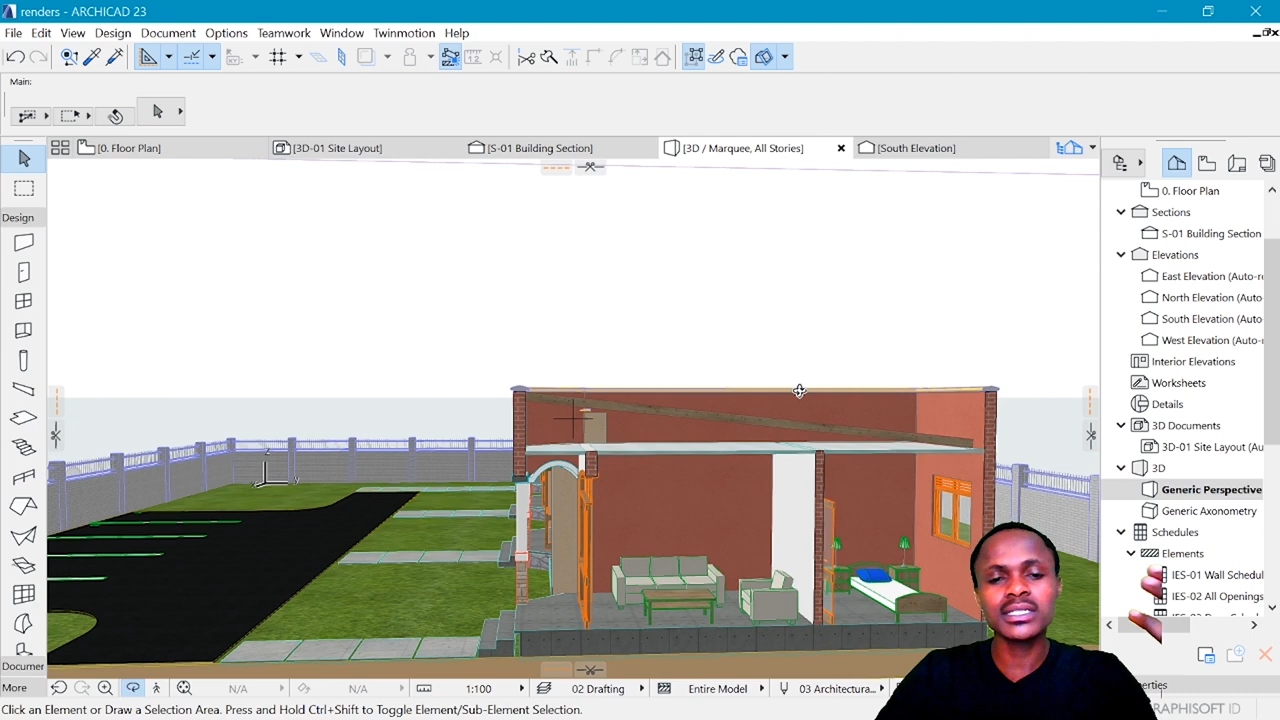 renders - ARCHICAD 23
File Edit View Design Document Options Teamwork Window Twinmotion Help
Main:
[0. Floor Plan]
[3D-01 Site Layout]
[S-01 Building Section]
[3D / Marquee, All Stories]
[South Elevation]
Design
0. Floor Plan
Sections
S-01 Building Section
Elevations
East Elevation (Auto-r
North Elevation (Auto
South Elevation (Auto
West Elevation (Auto-
Interior Elevations
Worksheets
Details
3D Documents
3D-01 Site Layout (Au
3D
Generic Perspective
Generic Axonometry
Schedules
Elements
IES-01 Wall Schedul
IES-02 All Openings
Documer
More
N/A
N/A
1:100
02 Drafting
Entire Model
03 Architectura...
perties
Click an Element or Draw a Selection Area. Press and Hold Ctrl+Shift to Toggle Element/Sub-Element Selection.
RAPHISOFT ID